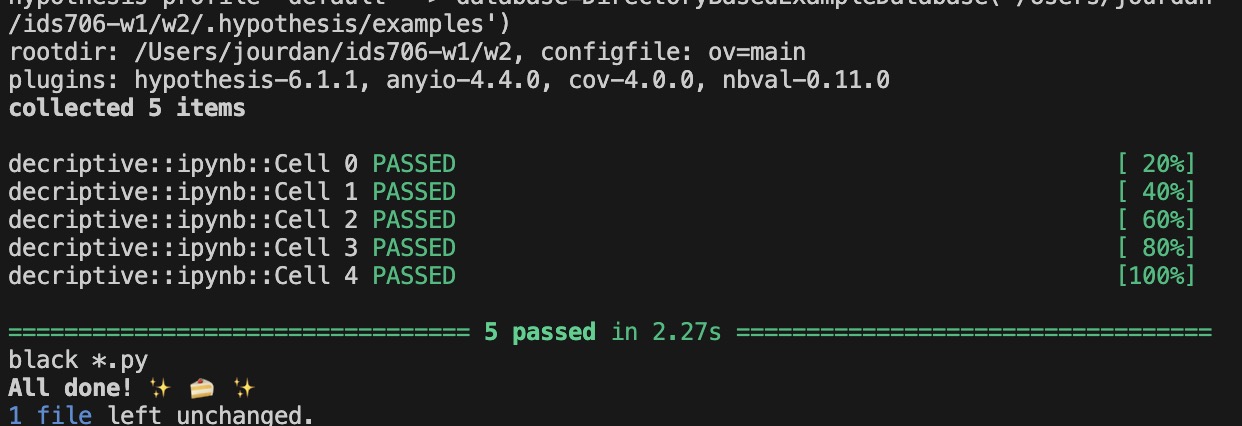 /ids706-w1/w2/.hypothesis/examples')
rootdir: /Users/jourdan/ids706-w1/w2, configfile: ov=main
plugins: hypothesis-6.1.1, anyio-4.4.0, cov-4.0.0, nbval-0.11.0
collected 5 items
decriptive::ipynb::Cell 0 PASSED [ 20%]
decriptive::ipynb::Cell 1 PASSED [ 40%]
decriptive::ipynb::Cell 2 PASSED [ 60%]
decriptive::ipynb::Cell 3 PASSED [ 80%]
decriptive::ipynb::Cell 4 PASSED [100%]
================================= 5 passed in 2.27s ==================================
black *.py
All done! ✨ 🍰 ✨
1 file left unchanged.